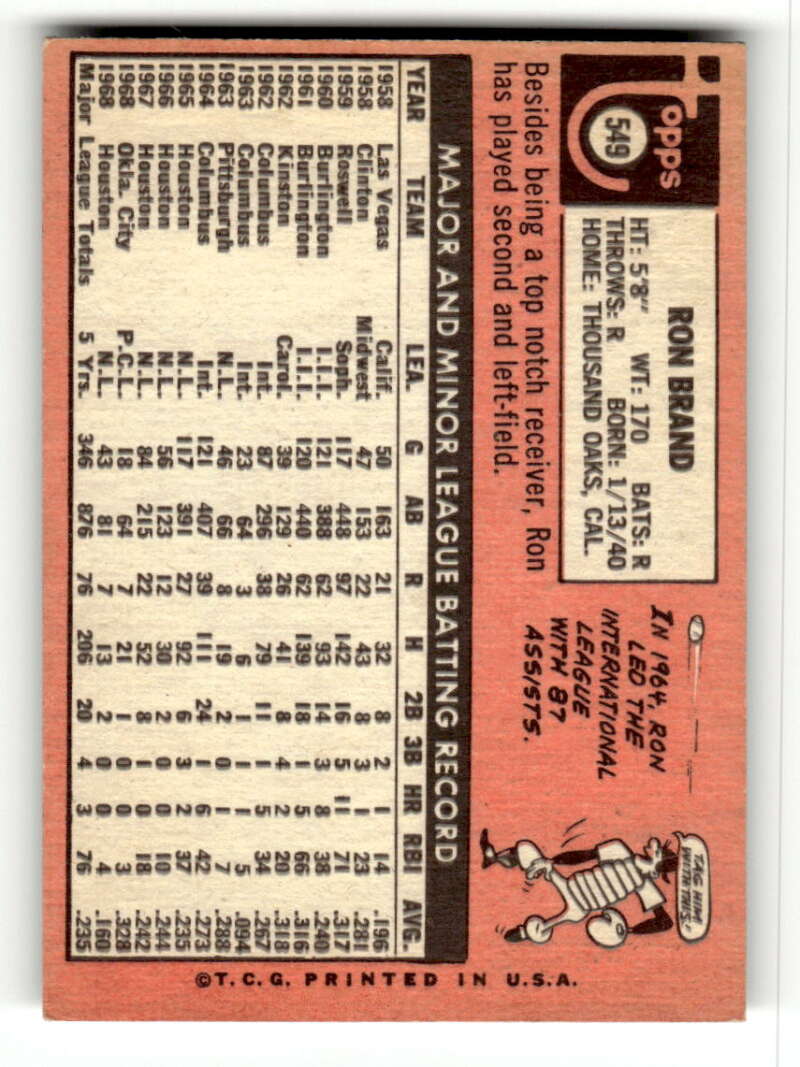 Topps
549
RON BRAND
HT: 5'8" WT: 170 BATS: R
THROWS: R BORN: 1/13/40
HOME: THOUSAND OAKS, CAL.
Besides being a top notch receiver, Ron
has played second and left-field.
IN 1964, RON
LED THE
INTERNATIONAL
LEAGUE
WITH 87
ASSISTS.
TAG HIM
WITH THIS!
MAJOR AND MINOR LEAGUE BATTING RECORD
YEAR TEAM LEA. G AB R H 2B 3B HR RBI AVG.
1958 Las Vegas Calif 50 163 21 32 8 2 1 14 .196
1958 Clinton Midwest 47 153 22 43 8 3 1 23 .281
1959 Roswell Soph. 117 448 97 142 16 5 11 71 .317
1960 Burlington I.I.I. 121 388 62 93 14 3 8 38 .240
1961 Burlington I.I.I. 120 440 62 139 18 1 5 66 .316
1962 Kinston Carol. 39 129 26 41 8 4 2 20 .318
1962 Columbus Int. 87 296 38 79 11 1 5 34 .267
1963 Columbus Int. 23 64 3 6 1 1 1 5 .094
1963 Pittsburgh N.L. 46 66 8 19 2 0 1 7 .288
1964 Columbus Int. 121 407 39 111 24 1 6 42 .273
1965 Houston N.L. 117 391 27 92 6 3 2 37 .235
1966 Houston N.L. 56 123 12 30 2 0 0 10 .244
1967 Houston N.L. 84 215 22 52 8 1 0 18 .242
1968 Okla. City P.C.L. 18 64 7 21 1 0 0 3 .328
1968 Houston N.L. 43 81 7 13 2 0 0 4 .160
Major League Totals 5 Yrs. 346 876 76 206 20 4 3 76 .235
©T.C.G. PRINTED IN U.S.A.